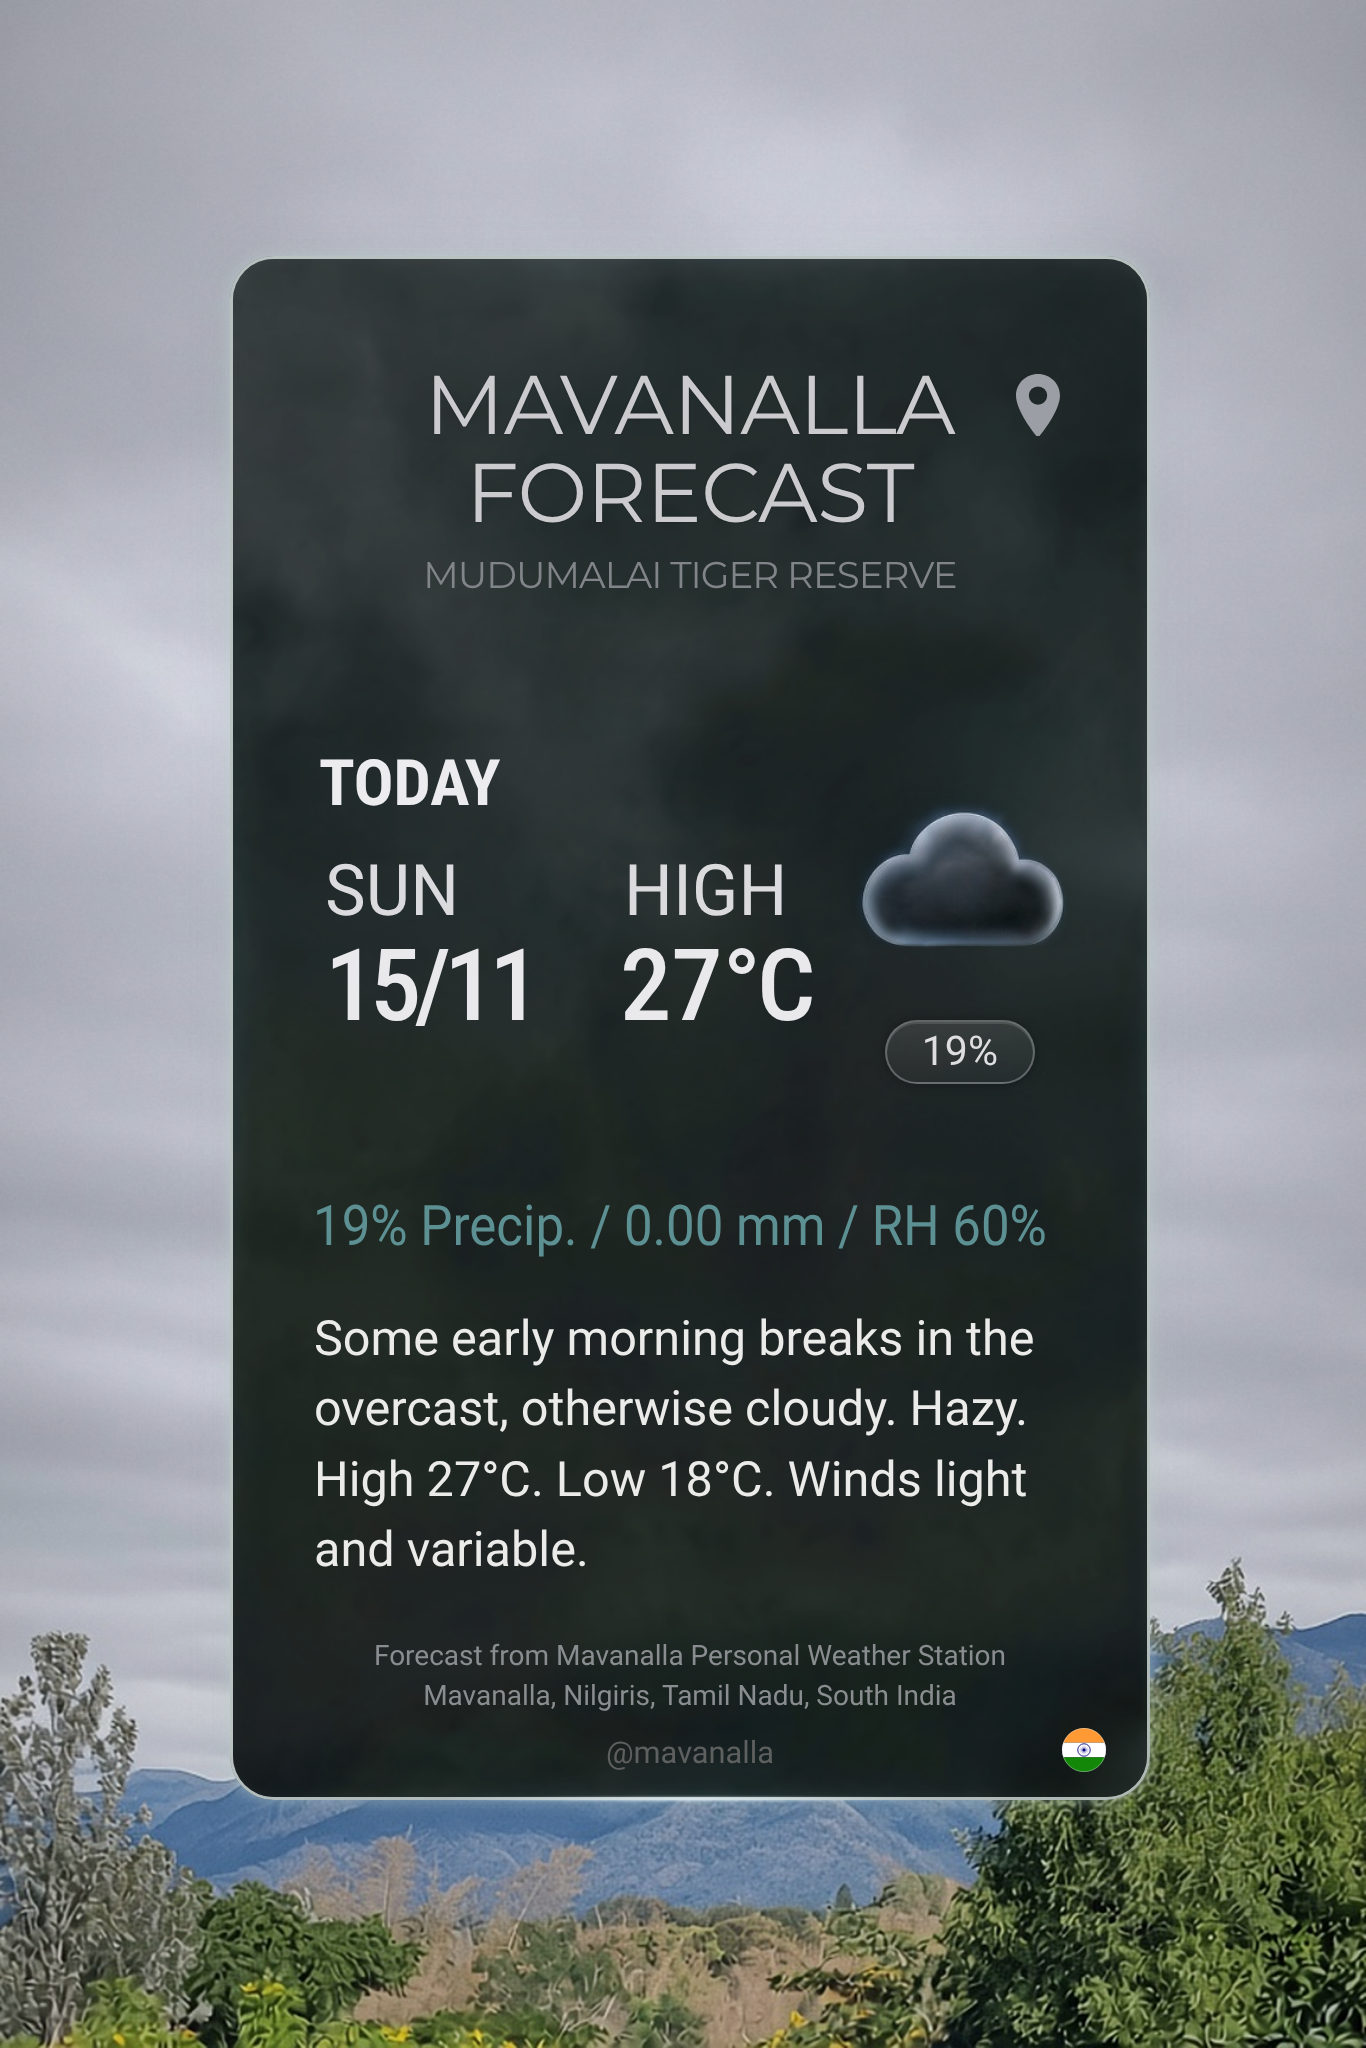 MAVANALLA
FORECAST
MUDUMALAI TIGER RESERVE
TODAY
SUN
15/11
HIGH
27°C
19%
19% Precip. / 0.00 mm / RH 60%
Some early morning breaks in the
overcast, otherwise cloudy. Hazy.
High 27°C. Low 18°C. Winds light
and variable.
Forecast from Mavanalla Personal Weather Station
Mavanalla, Nilgiris, Tamil Nadu, South India
@mavanalla